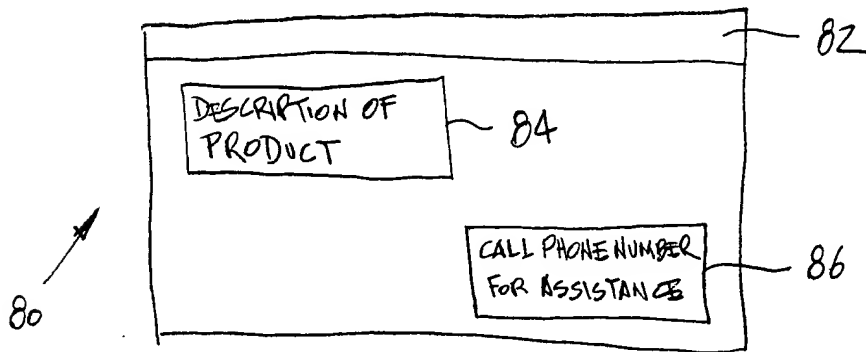 82
DESCRIPTION OF
PRODUCT
84
CALL PHONE NUMBER
FOR ASSISTANCE
86
80